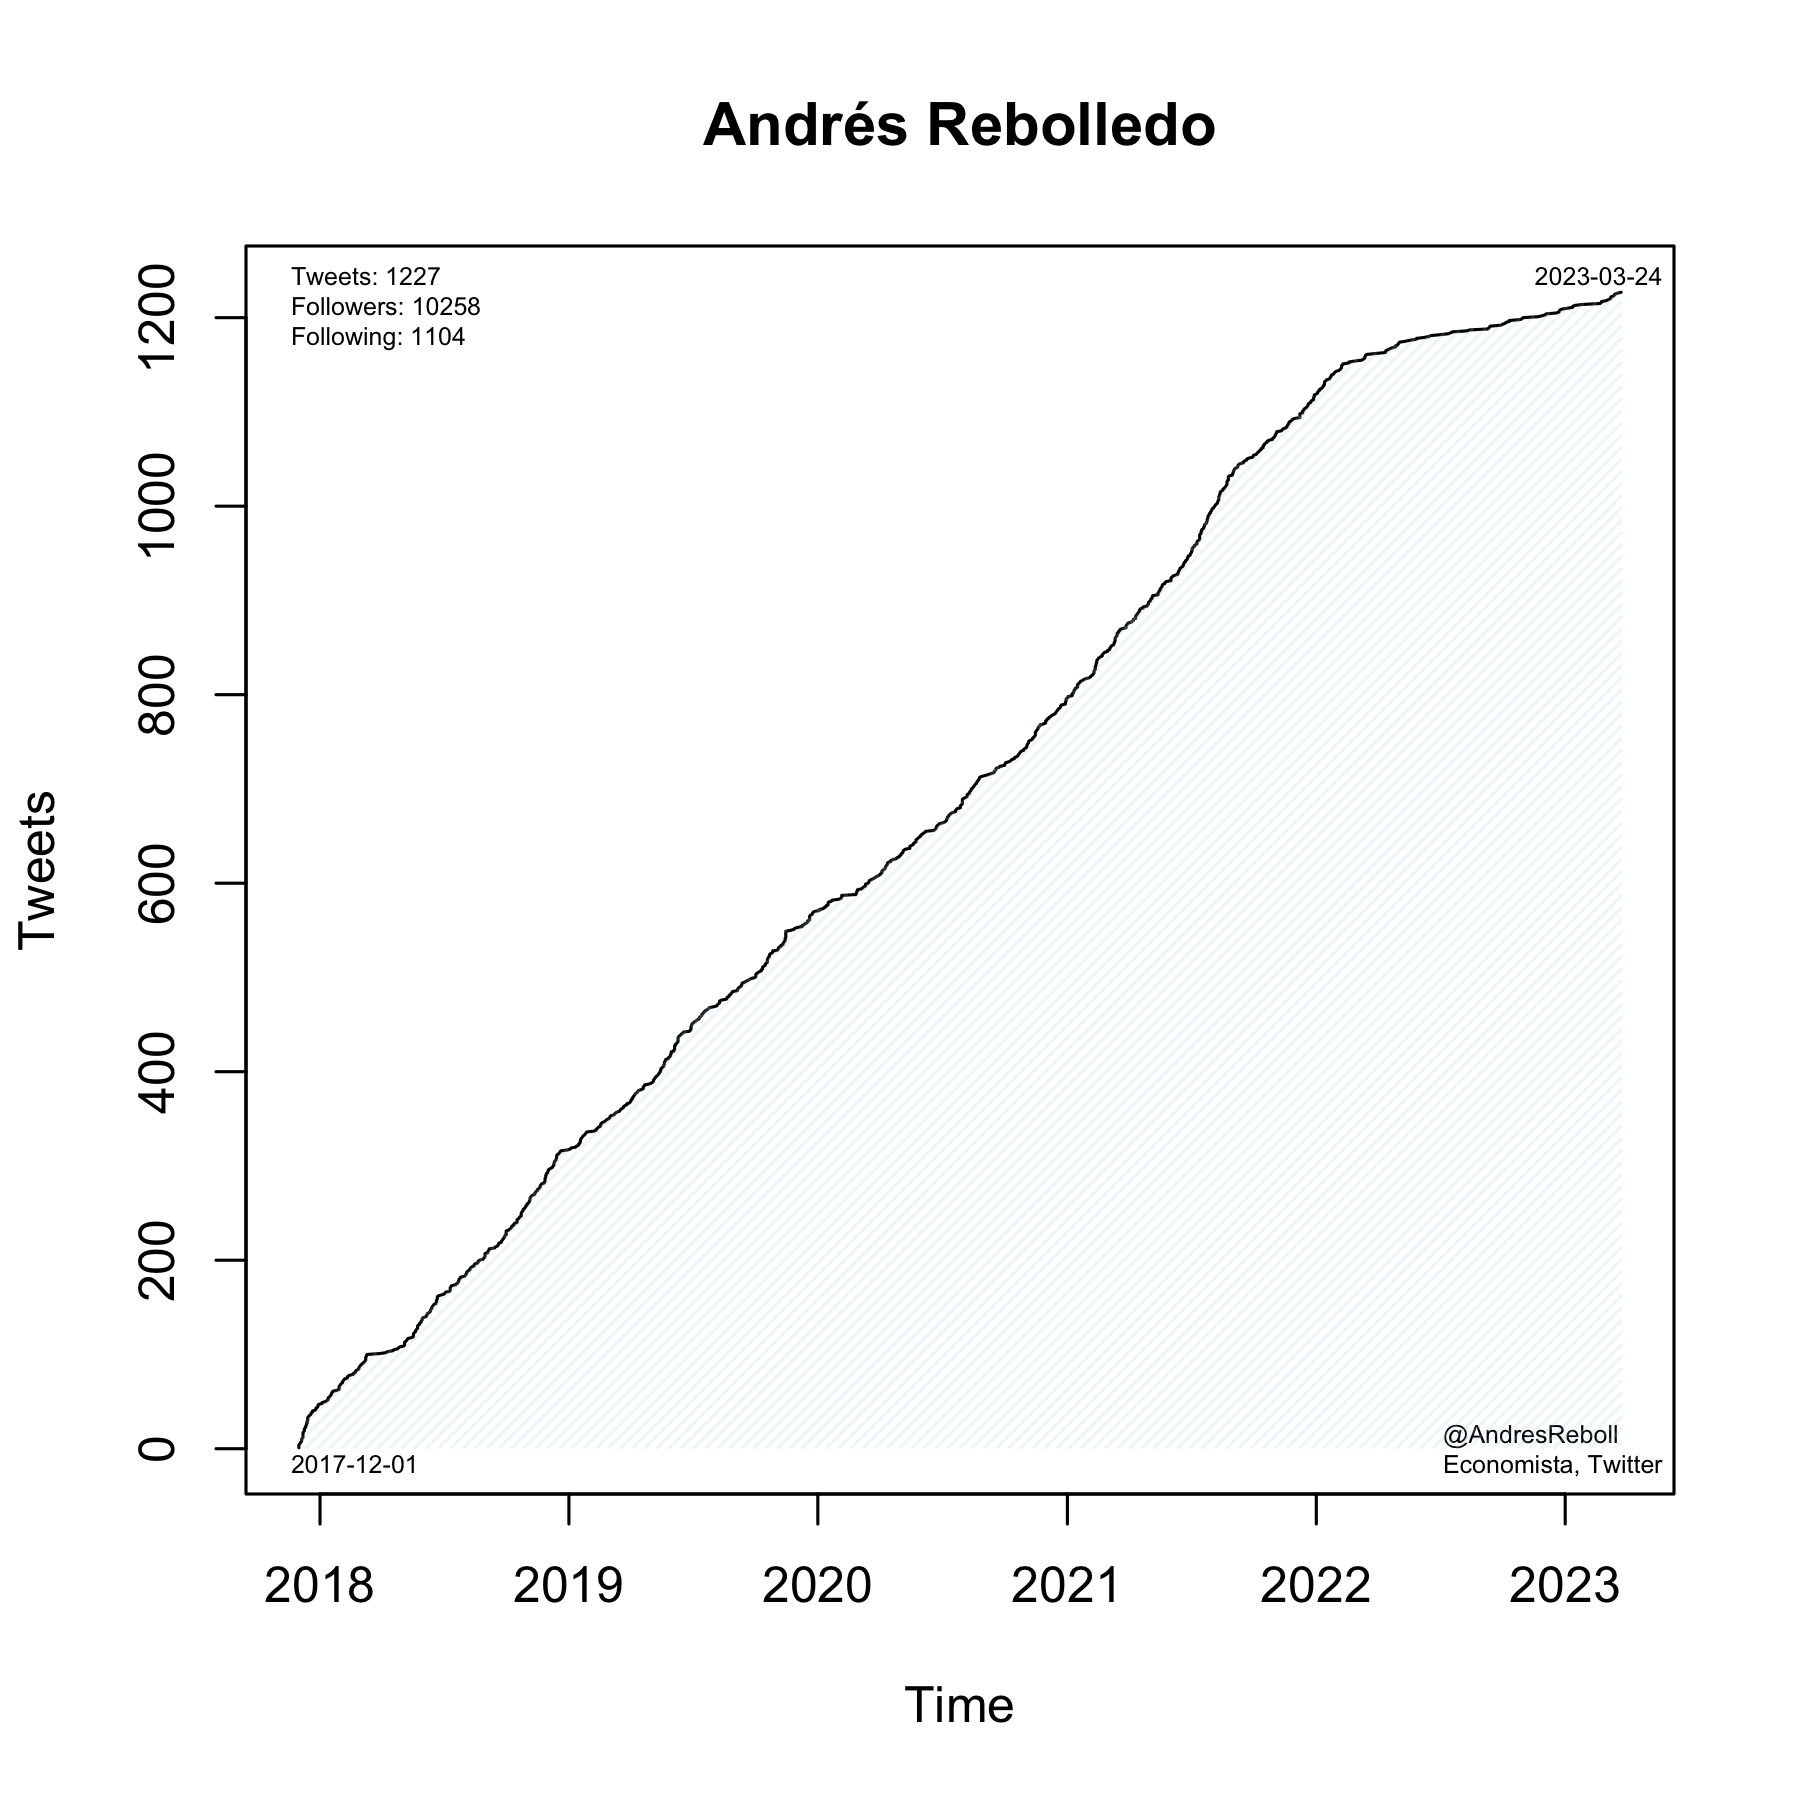 Andrés Rebolledo
Tweets: 1227
Followers: 10258
Following: 1104
2023-03-24
1200
1000
800
600
400
200
0
Tweets
@AndresReboll
Economista, Twitter
2017-12-01
2018 2019 2020 2021 2022 2023
Time